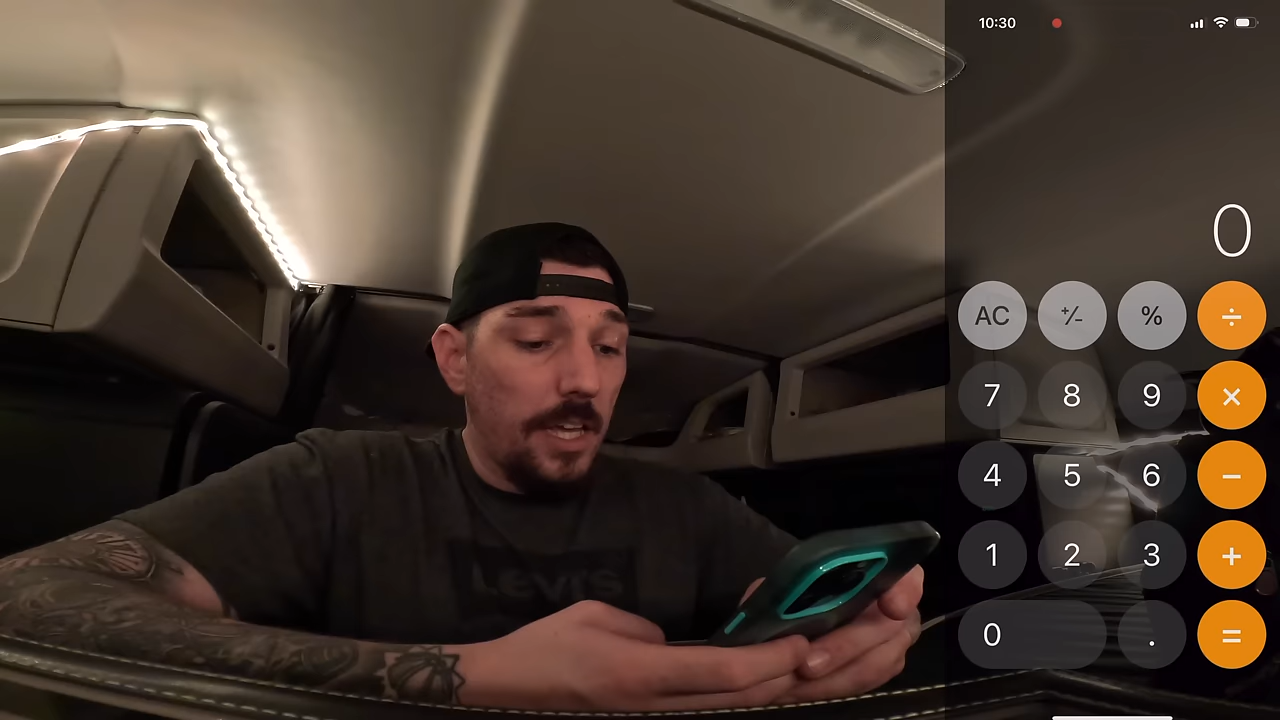 10:30
0
AC +/- % ÷
7 8 9 ×
4 5 6 −
1 2 3 +
0 . =
LEVI'S